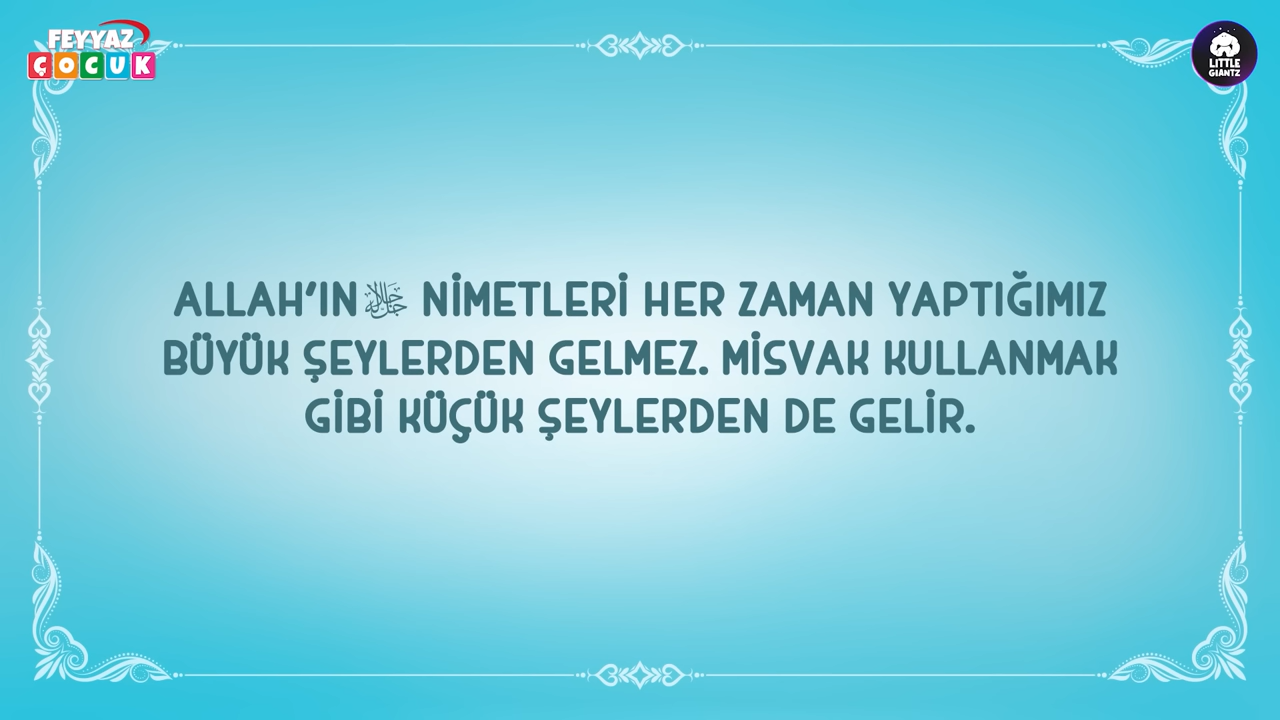 FEYYAZ
ÇOCUK
LITTLE
GIANTZ
ALLAH'IN ﷻ NİMETLERİ HER ZAMAN YAPTIĞIMIZ
BÜYÜK ŞEYLERDEN GELMEZ. MİSVAK KULLANMAK
GİBİ KÜÇÜK ŞEYLERDEN DE GELİR.